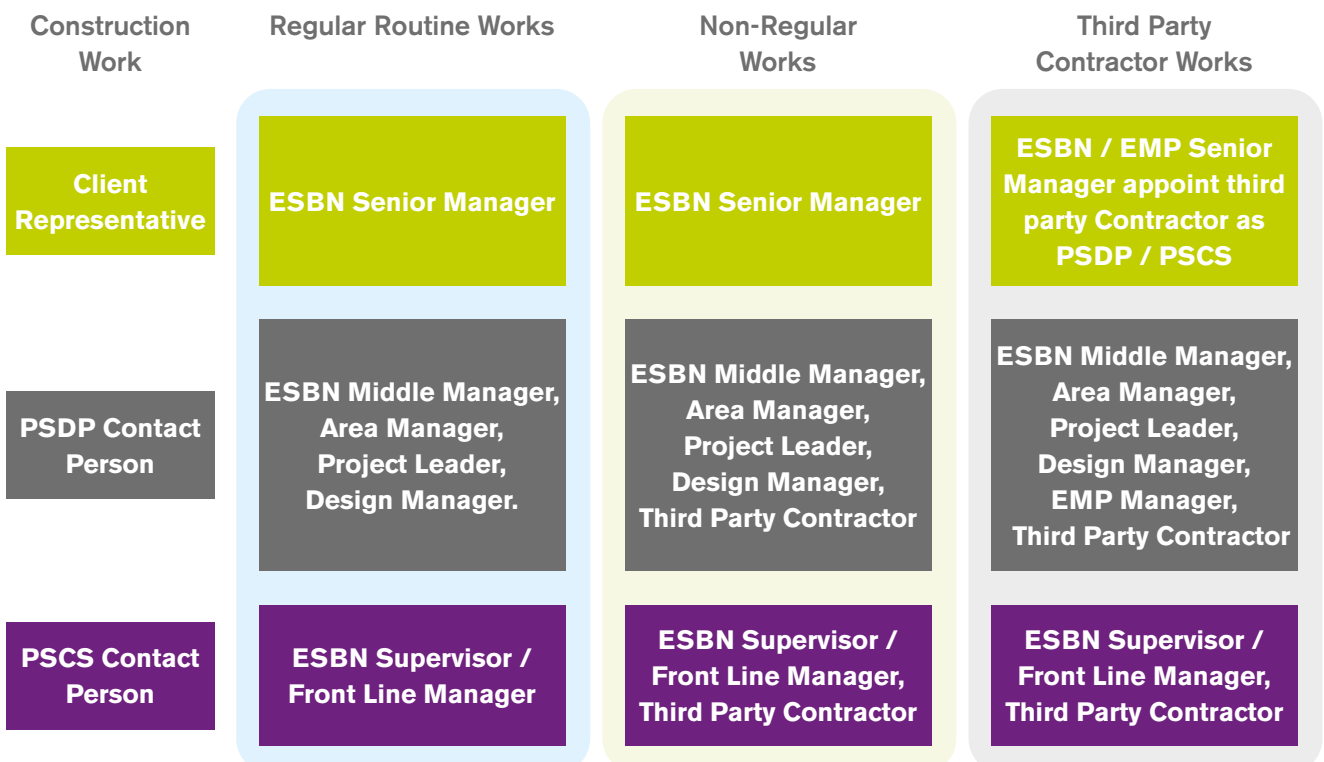 Construction
Work
Regular Routine Works
Non-Regular
Works
Third Party
Contractor Works
Client
Representative
ESBN Senior Manager
ESBN Senior Manager
ESBN / EMP Senior
Manager appoint third
party Contractor as
PSDP / PSCS
PSDP Contact
Person
ESBN Middle Manager,
Area Manager,
Project Leader,
Design Manager.
ESBN Middle Manager,
Area Manager,
Project Leader,
Design Manager,
Third Party Contractor
ESBN Middle Manager,
Area Manager,
Project Leader,
Design Manager,
EMP Manager,
Third Party Contractor
PSCS Contact
Person
ESBN Supervisor /
Front Line Manager
ESBN Supervisor /
Front Line Manager,
Third Party Contractor
ESBN Supervisor /
Front Line Manager,
Third Party Contractor